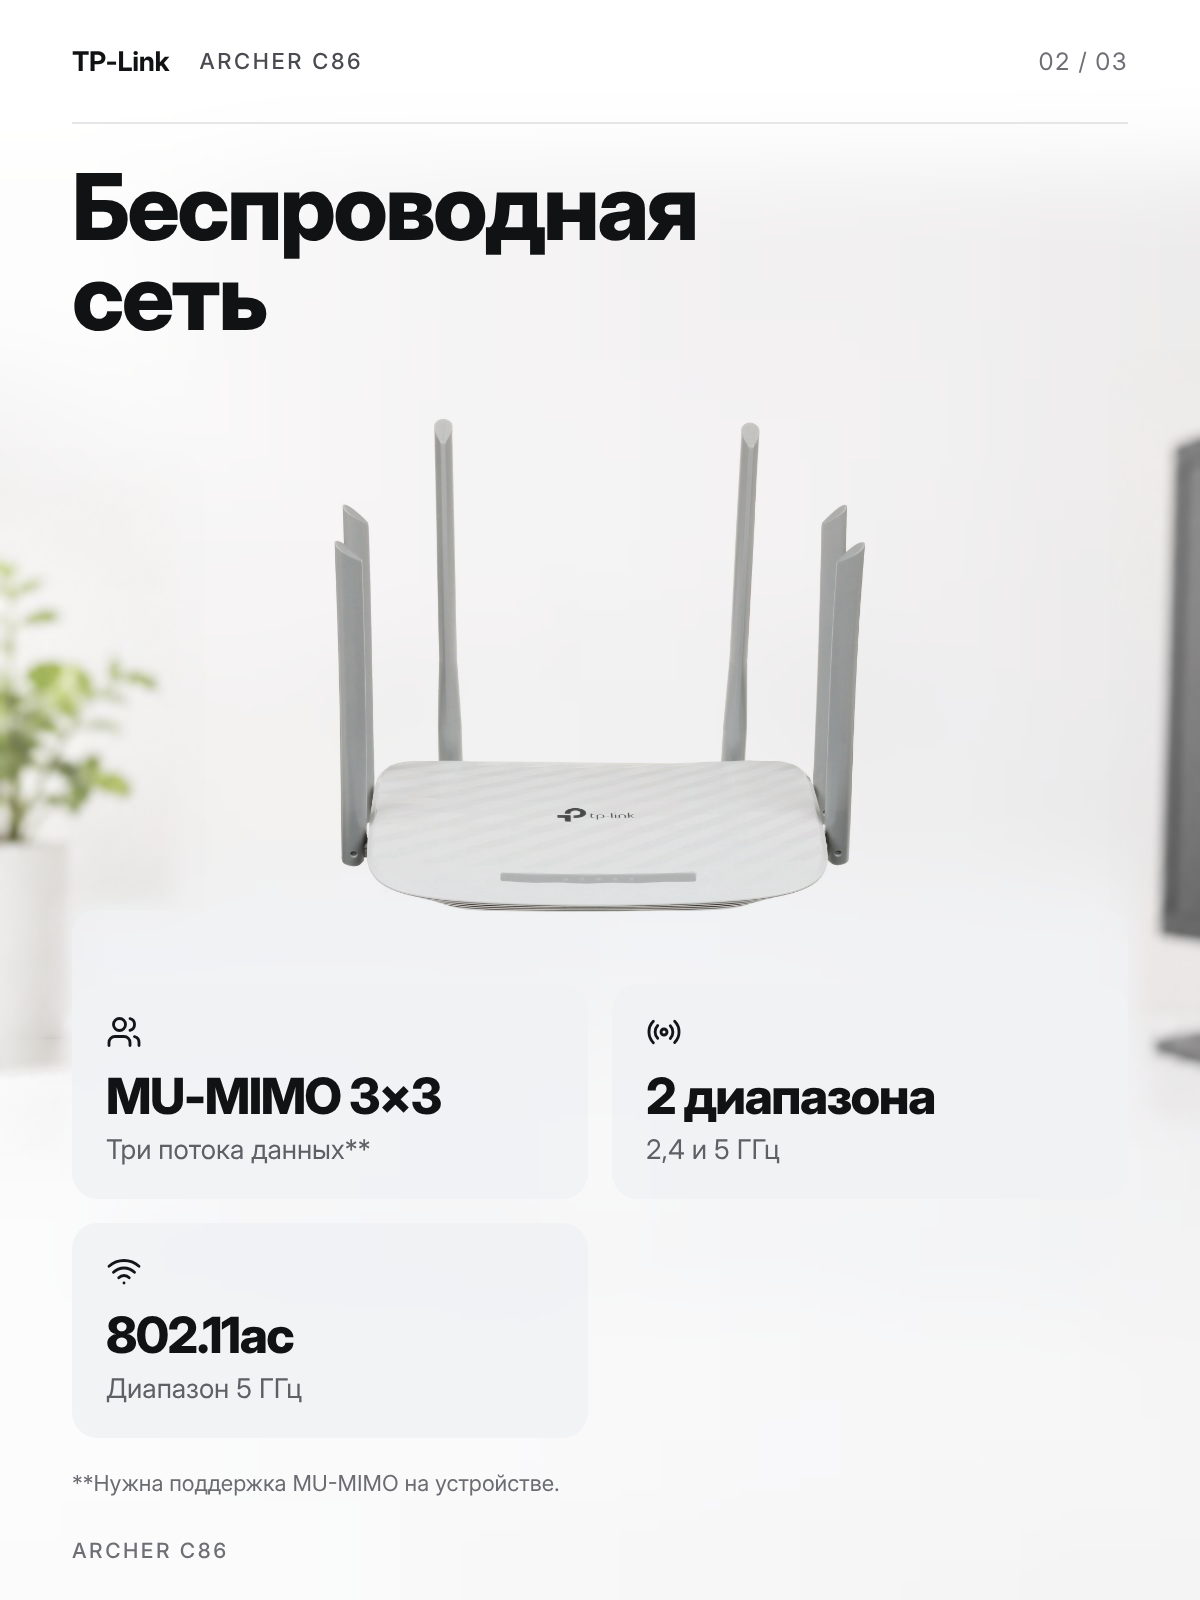 TP-Link ARCHER C86 02 / 03
Беспроводная
сеть
tp-link
MU-MIMO 3×3
Три потока данных**
2 диапазона
2,4 и 5 ГГц
802.11ac
Диапазон 5 ГГц
**Нужна поддержка MU-MIMO на устройстве.
ARCHER C86